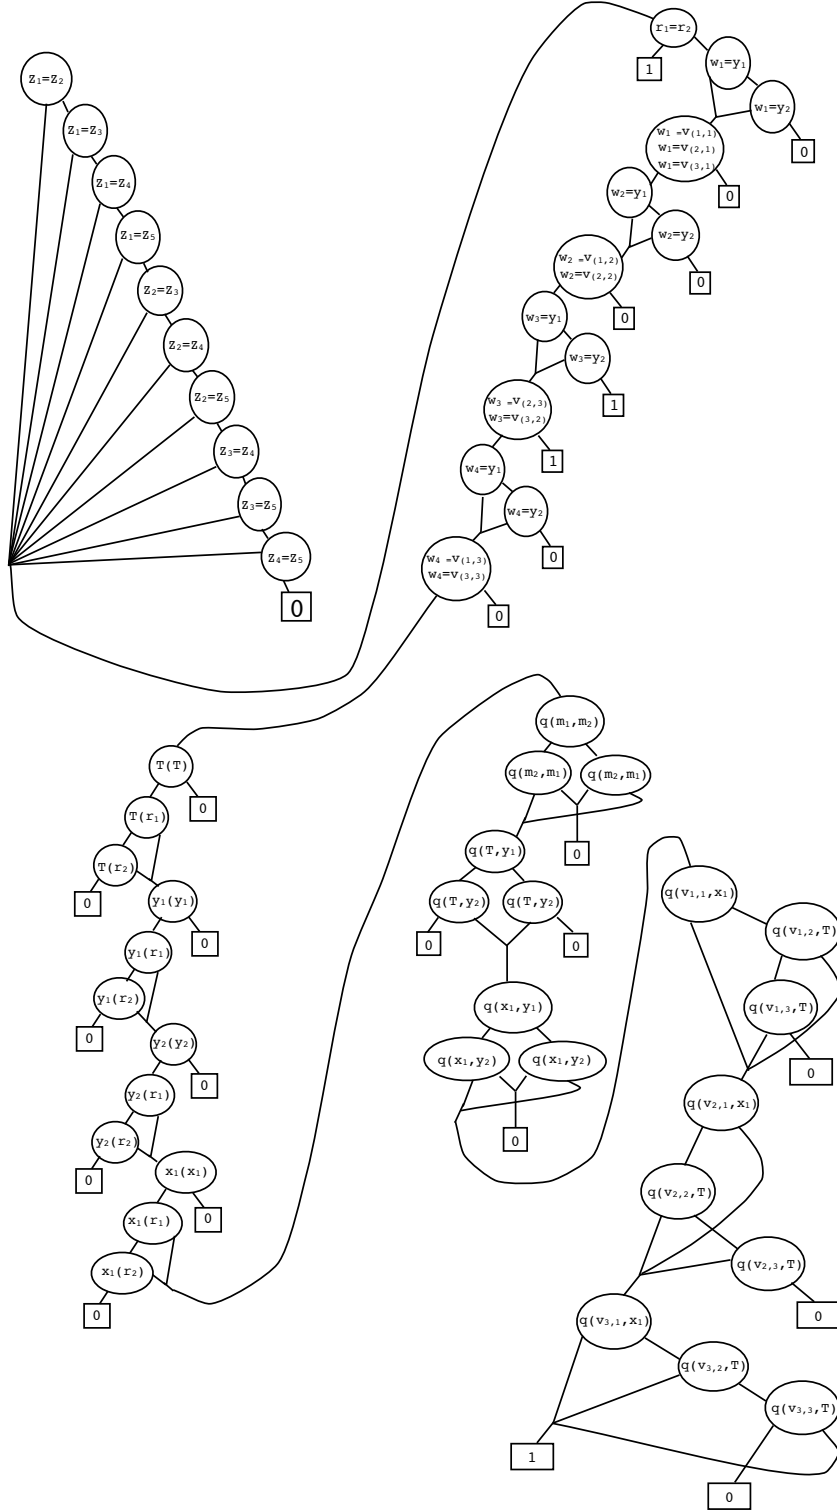 z₁=z₂
z₁=z₃
z₁=z₄
z₁=z₅
z₂=z₃
z₂=z₄
z₂=z₅
z₃=z₄
z₃=z₅
z₄=z₅
0
r₁=r₂
1
w₁=y₁
w₁=y₂
0
w₁ =v₍₁,₁₎
w₁=v₍₂,₁₎
w₁=v₍₃,₁₎
0
w₂=y₁
w₂=y₂
0
w₂ =v₍₁,₂₎
w₂=v₍₂,₂₎
0
w₃=y₁
w₃=y₂
1
w₃ =v₍₂,₃₎
w₃=v₍₃,₂₎
1
w₄=y₁
w₄=y₂
0
w₄ =v₍₁,₃₎
w₄=v₍₃,₃₎
0
T(T)
0
T(r₁)
T(r₂)
0
y₁(y₁)
0
y₁(r₁)
y₁(r₂)
0
y₂(y₂)
0
y₂(r₁)
y₂(r₂)
0
x₁(x₁)
0
x₁(r₁)
x₁(r₂)
0
q(m₁,m₂)
q(m₂,m₁) q(m₂,m₁)
0
q(T,y₁)
q(T,y₂) q(T,y₂)
0 0
q(x₁,y₁)
q(x₁,y₂) q(x₁,y₂)
0
q(v₁,₁,x₁)
q(v₁,₂,T)
q(v₁,₃,T)
0
q(v₂,₁,x₁)
q(v₂,₂,T)
q(v₂,₃,T)
0
q(v₃,₁,x₁)
q(v₃,₂,T)
q(v₃,₃,T)
1
0